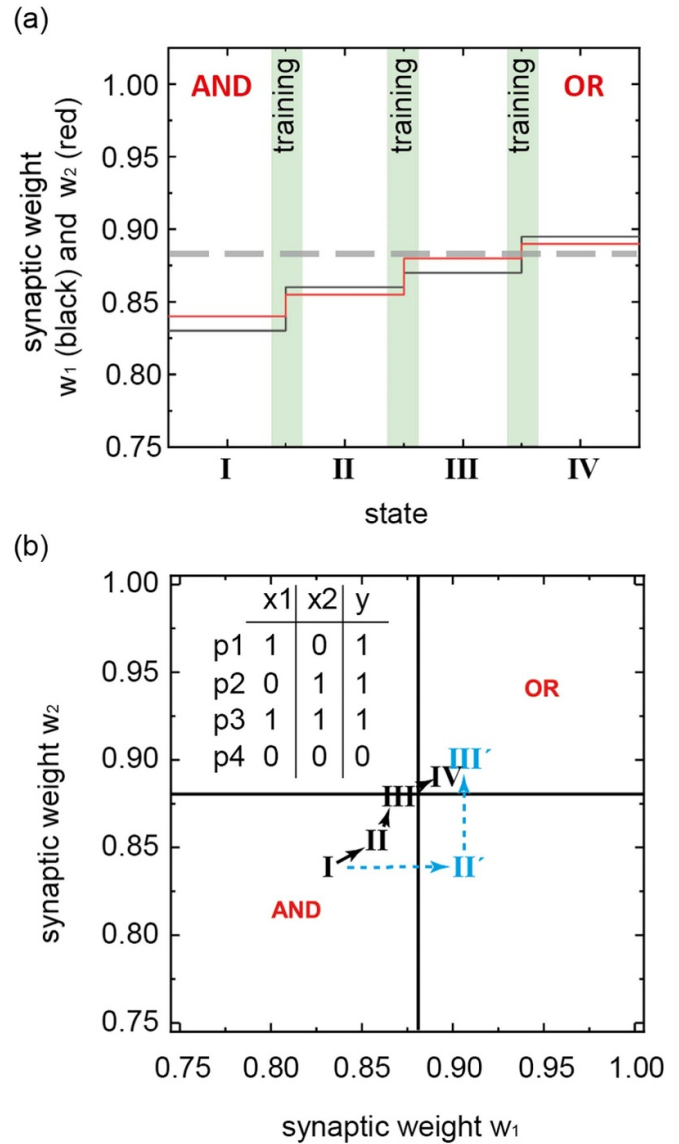 (a)
AND
training
training
training
OR
1.00
0.95
0.90
0.85
0.80
0.75
synaptic weight
w₁ (black) and w₂ (red)
I
II
III
IV
state
(b)
1.00
0.95
0.90
0.85
0.80
0.75
synaptic weight w₂
x1 x2 y
p1 1 0 1
p2 0 1 1
p3 1 1 1
p4 0 0 0
OR
III´
IV
III
II
I
II´
AND
0.75 0.80 0.85 0.90 0.95 1.00
synaptic weight w₁